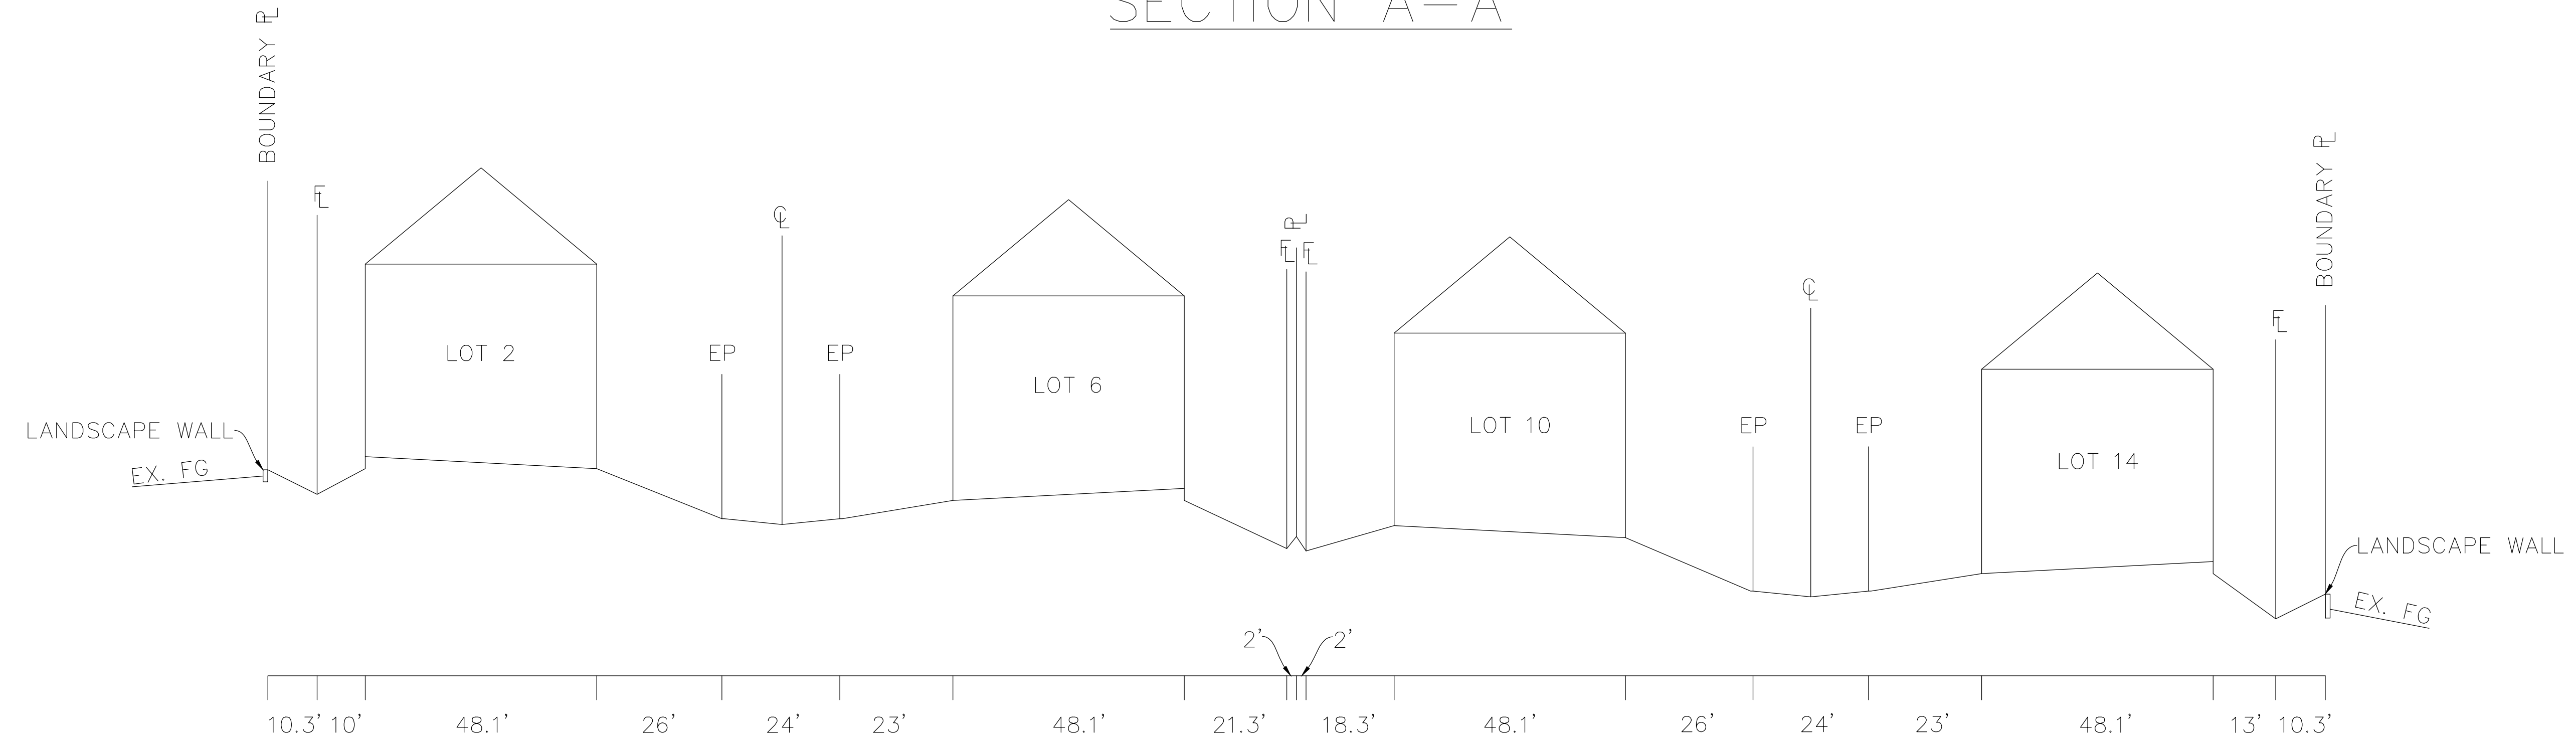 SECTION A-A
BOUNDARY PL
FL
LOT 2
EP
CL
EP
LOT 6
FL
PL
FL
LOT 10
EP
CL
EP
LOT 14
FL
BOUNDARY PL
LANDSCAPE WALL
EX. FG
LANDSCAPE WALL
EX. FG
2' 2'
10.3' 10' 48.1' 26' 24' 23' 48.1' 21.3' 18.3' 48.1' 26' 24' 23' 48.1' 13' 10.3'